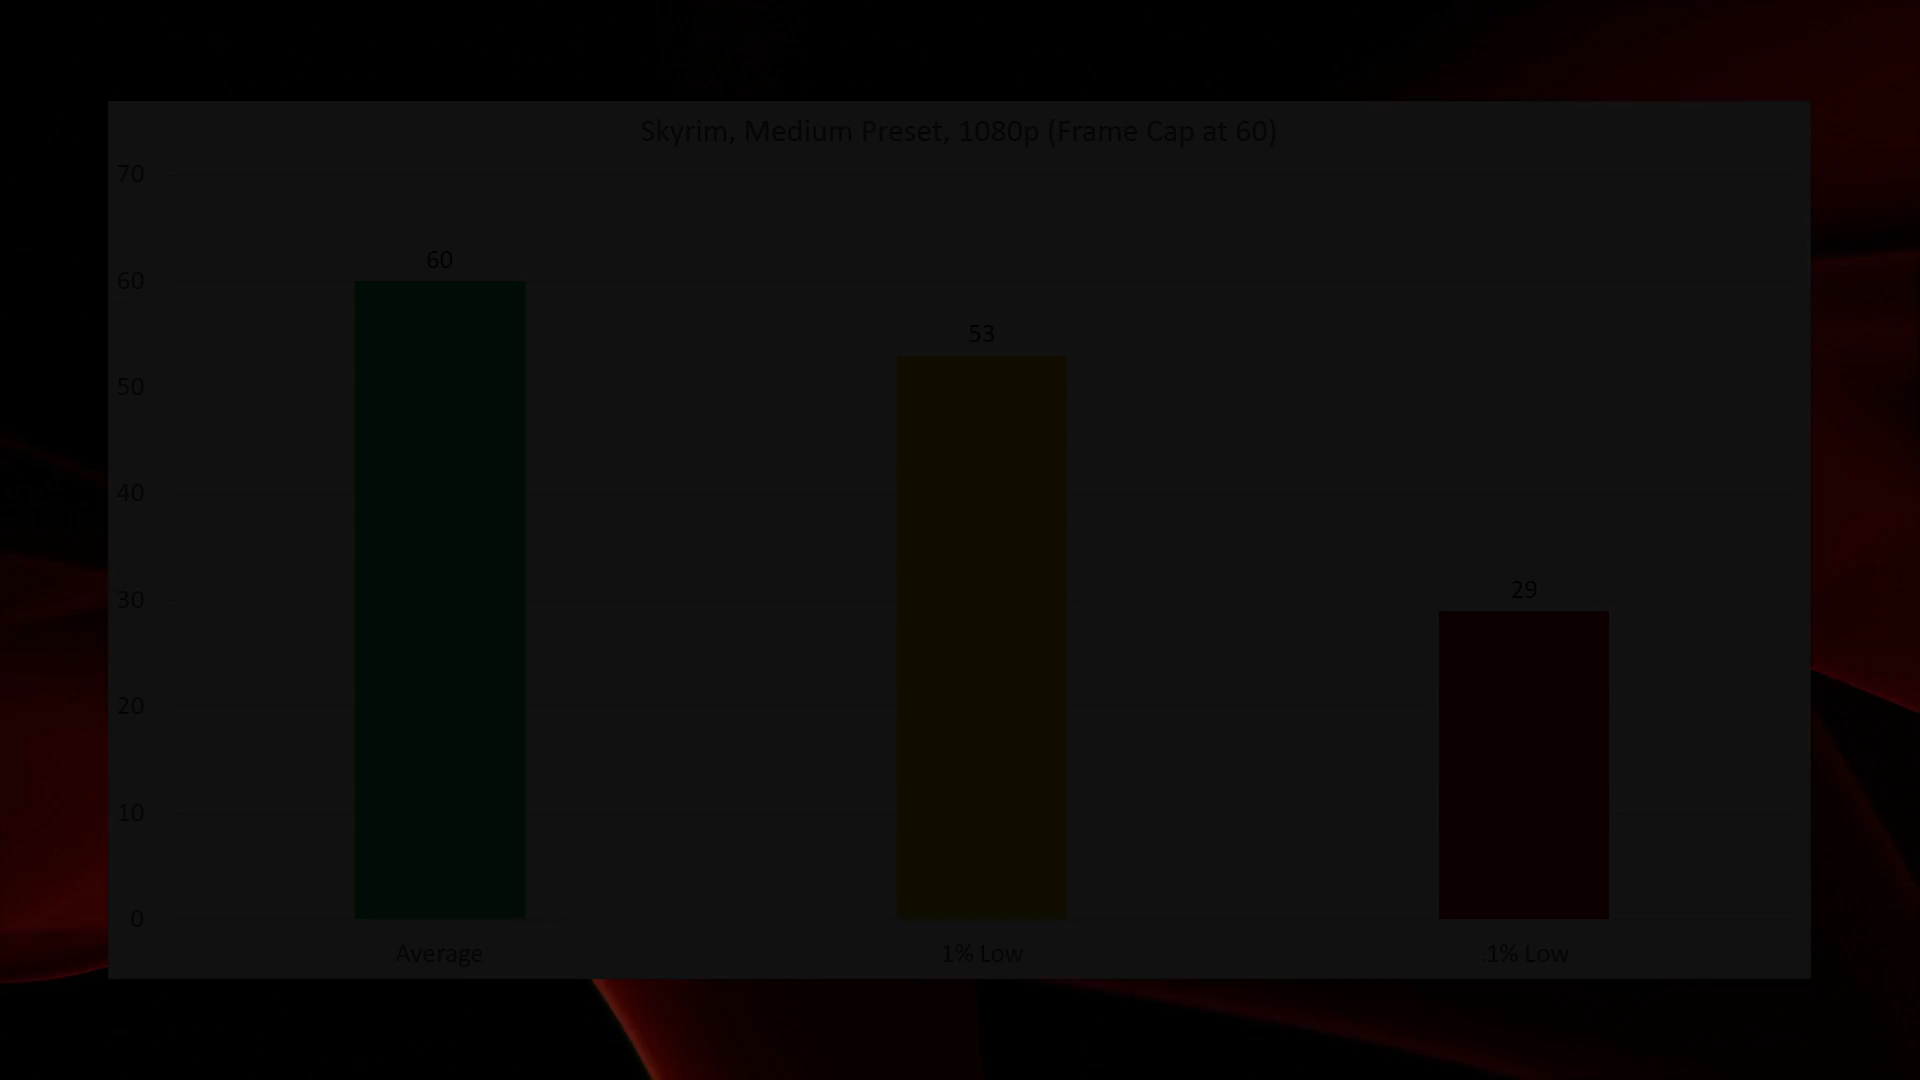 Skyrim, Medium Preset, 1080p (Frame Cap at 60)
70
60
50
40
30
20
10
0
60
53
29
Average
1% Low
.1% Low